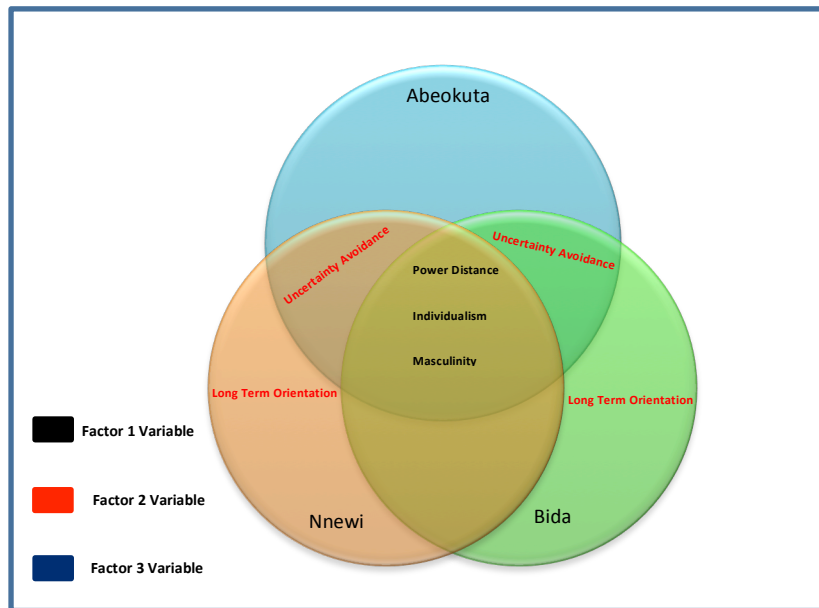 Abeokuta
Uncertainty Avoidance
Uncertainty Avoidance
Power Distance
Individualism
Masculinity
Long Term Orientation
Long Term Orientation
Factor 1 Variable
Factor 2 Variable
Nnewi
Bida
Factor 3 Variable